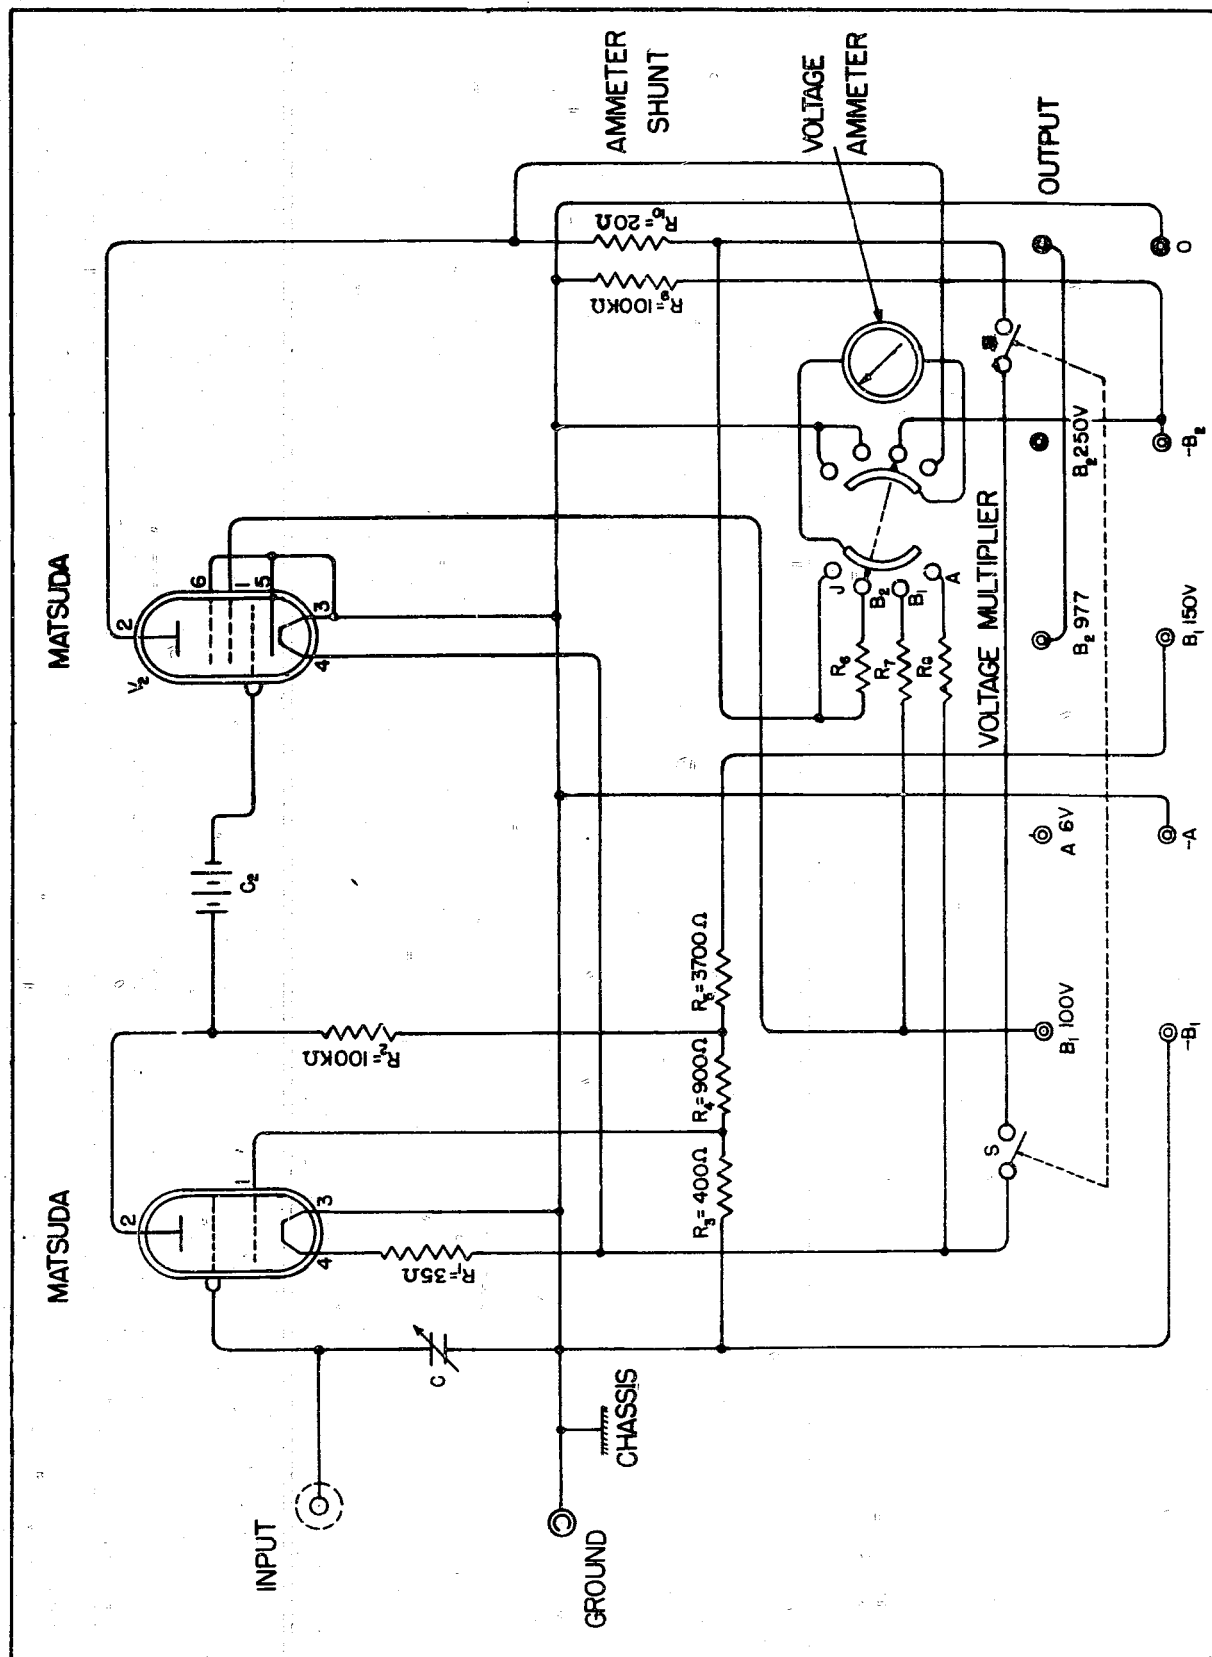 MATSUDA
MATSUDA
2
1
3
4
V₂
2
6
1
5
3
4
INPUT
C
GROUND
CHASSIS
R₁=35Ω
R₂=100KΩ
C₂
R₃=400Ω
R₄=900Ω
R₅=3700Ω
R₉=100KΩ
R₁₀=20Ω
AMMETER
SHUNT
VOLTAGE
AMMETER
J
B₂
B₁
A
R₆
R₇
VOLTAGE MULTIPLIER
S
OUTPUT
B₁ 100V
A 6V
B₂ 977
B₂ 250V
-B₁
-A
B₁ 150V
-B₂
O